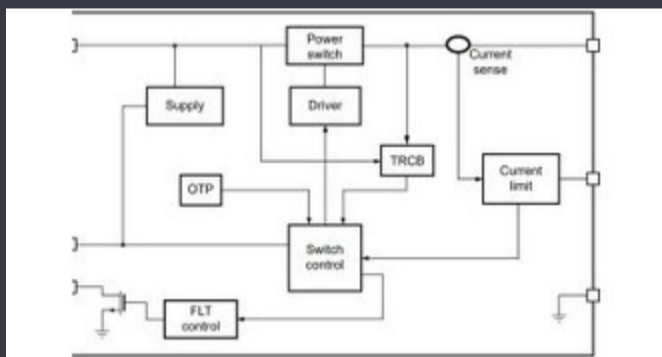 Power
switch
Current
sense
Supply
Driver
TRCB
Current
limit
OTP
Switch
control
FLT
control